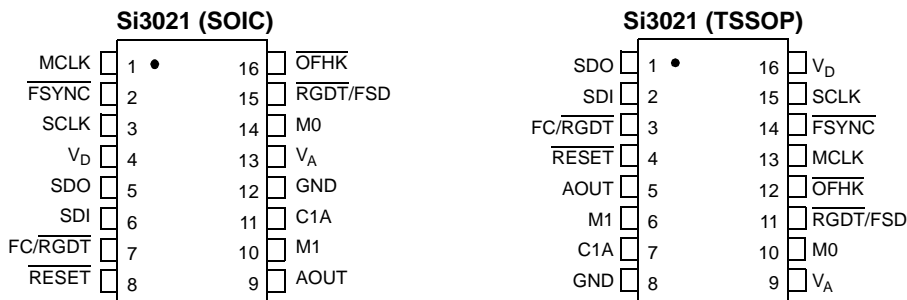 Si3021 (SOIC)
MCLK 1 16 OFHK
FSYNC 2 15 RGDT/FSD
SCLK 3 14 M0
VD 4 13 VA
SDO 5 12 GND
SDI 6 11 C1A
FC/RGDT 7 10 M1
RESET 8 9 AOUT
Si3021 (TSSOP)
SDO 1 16 VD
SDI 2 15 SCLK
FC/RGDT 3 14 FSYNC
RESET 4 13 MCLK
AOUT 5 12 OFHK
M1 6 11 RGDT/FSD
C1A 7 10 M0
GND 8 9 VA